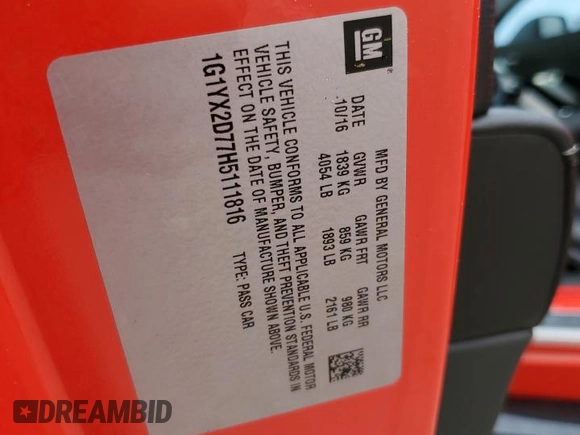 GM
MFD BY GENERAL MOTORS LLC
DATE GVWR GAWR FRT GAWR RR
10/16 1839 KG 859 KG 980 KG
4054 LB 1893 LB 2161 LB
THIS VEHICLE CONFORMS TO ALL APPLICABLE U.S. FEDERAL MOTOR
VEHICLE SAFETY, BUMPER, AND THEFT PREVENTION STANDARDS IN
EFFECT ON THE DATE OF MANUFACTURE SHOWN ABOVE.
1G1YX2D77H5111816 TYPE: PASS CAR
DREAMBID